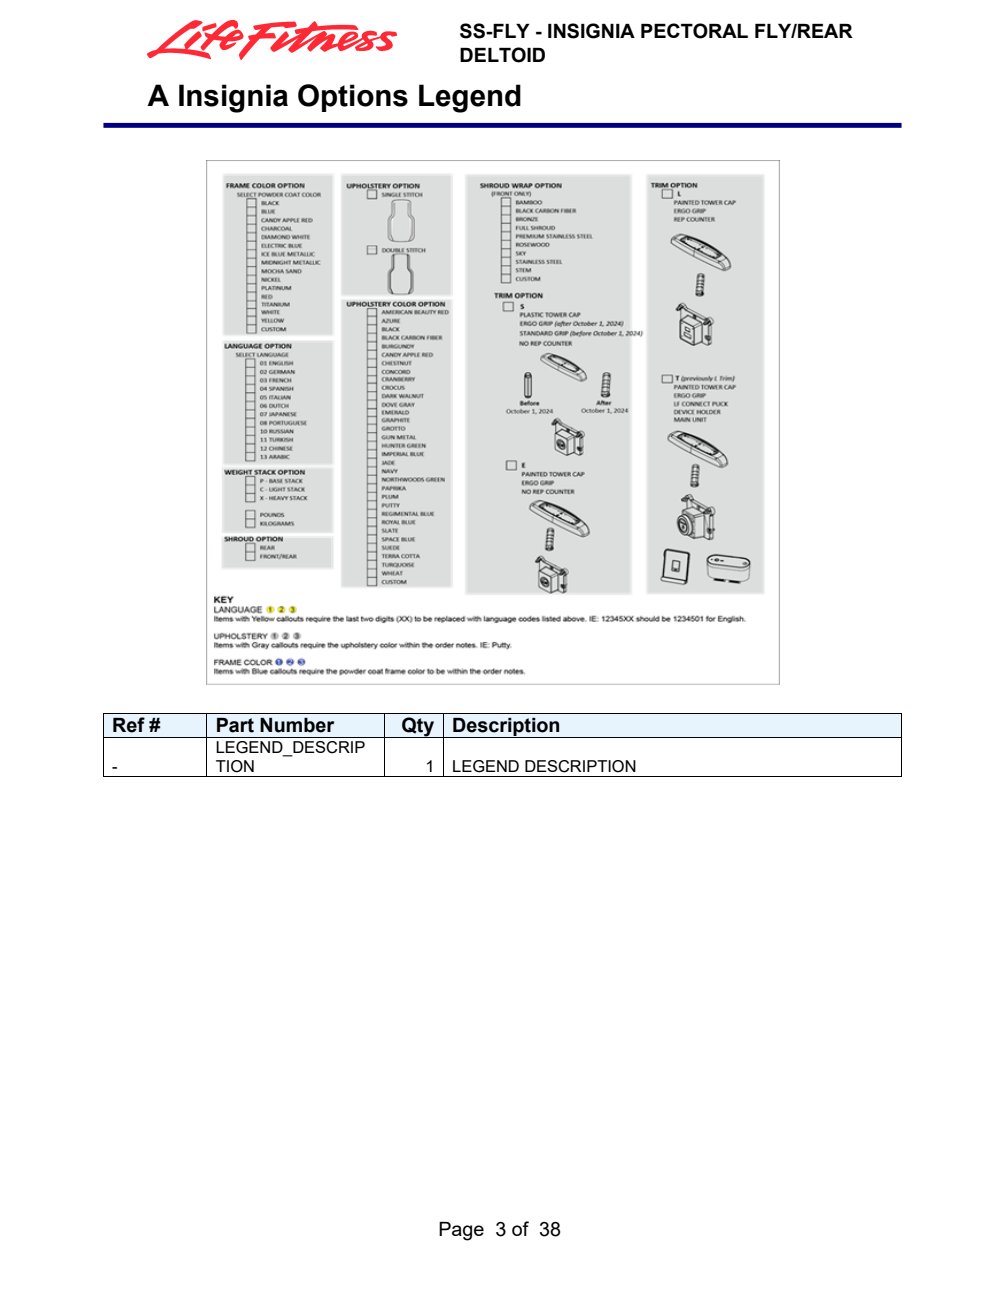 Life Fitness
SS-FLY - INSIGNIA PECTORAL FLY/REAR
DELTOID
A Insignia Options Legend
FRAME COLOR OPTION
SELECT POWDER COAT COLOR
BLACK
BLUE
CANDY APPLE RED
CHARCOAL
DIAMOND WHITE
ELECTRIC BLUE
ICE BLUE METALLIC
MIDNIGHT METALLIC
MOCHA SAND
NICKEL
PLATINUM
RED
TITANIUM
WHITE
YELLOW
CUSTOM
LANGUAGE OPTION
SELECT LANGUAGE
01 ENGLISH
02 GERMAN
03 FRENCH
04 SPANISH
05 ITALIAN
06 DUTCH
07 JAPANESE
08 PORTUGUESE
10 RUSSIAN
11 TURKISH
12 CHINESE
13 ARABIC
WEIGHT STACK OPTION
P - BASE STACK
C - LIGHT STACK
X - HEAVY STACK
POUNDS
KILOGRAMS
SHROUD OPTION
REAR
FRONT/REAR
UPHOLSTERY OPTION
SINGLE STITCH
DOUBLE STITCH
UPHOLSTERY COLOR OPTION
AMERICAN BEAUTY RED
AZURE
BLACK
BLACK CARBON FIBER
BURGUNDY
CANDY APPLE RED
CHESTNUT
CONCORD
CRANBERRY
CROCUS
DARK WALNUT
DOVE GRAY
EMERALD
GRAPHITE
GROTTO
GUN METAL
HUNTER GREEN
IMPERIAL BLUE
JADE
NAVY
NORTHWOODS GREEN
PAPRIKA
PLUM
PUTTY
REGIMENTAL BLUE
ROYAL BLUE
SLATE
SPACE BLUE
SUEDE
TERRA COTTA
TURQUOISE
WHEAT
CUSTOM
SHROUD WRAP OPTION
(FRONT ONLY)
BAMBOO
BLACK CARBON FIBER
BRONZE
FULL SHROUD
PREMIUM STAINLESS STEEL
ROSEWOOD
SKY
STAINLESS STEEL
STEM
CUSTOM
TRIM OPTION
S
PLASTIC TOWER CAP
ERGO GRIP (after October 1, 2024)
STANDARD GRIP (before October 1, 2024)
NO REP COUNTER
Before
October 1, 2024
After
October 1, 2024
E
PAINTED TOWER CAP
ERGO GRIP
NO REP COUNTER
TRIM OPTION
L
PAINTED TOWER CAP
ERGO GRIP
REP COUNTER
T (previously L Trim)
PAINTED TOWER CAP
ERGO GRIP
LF CONNECT PUCK
DEVICE HOLDER
MAIN UNIT
KEY
LANGUAGE 1 2 3
Items with Yellow callouts require the last two digits (XX) to be replaced with language codes listed above. IE: 12345XX should be 1234501 for English.
UPHOLSTERY 1 2 3
Items with Gray callouts require the upholstery color within the order notes. IE: Putty.
FRAME COLOR 1 2 3
Items with Blue callouts require the powder coat frame color to be within the order notes.
Ref # Part Number Qty Description
- LEGEND_DESCRIP
TION 1 LEGEND DESCRIPTION
Page 3 of 38